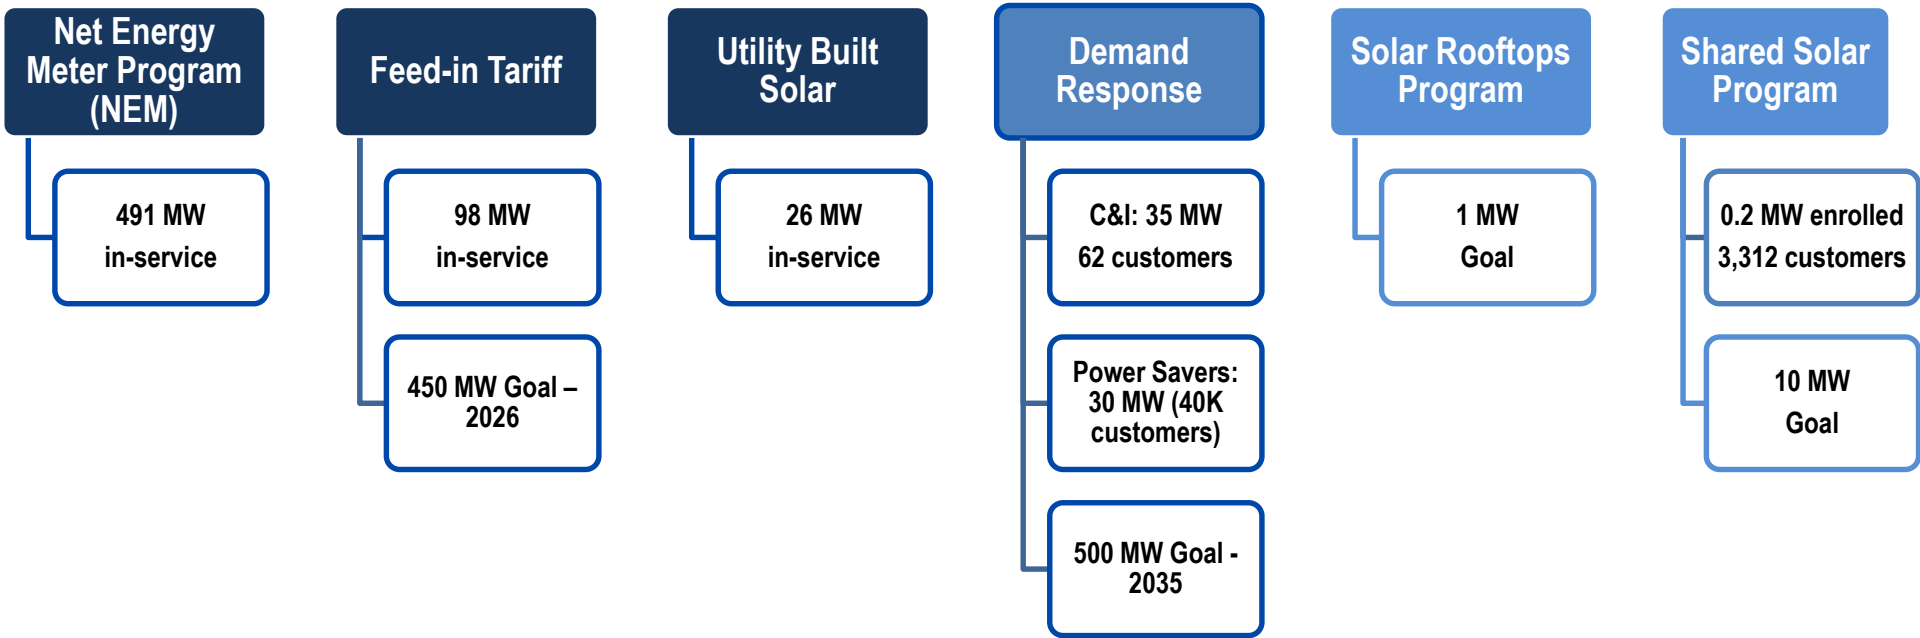 Net Energy
Meter Program
(NEM)
491 MW
in-service
Feed-in Tariff
98 MW
in-service
450 MW Goal –
2026
Utility Built
Solar
26 MW
in-service
Demand
Response
C&I: 35 MW
62 customers
Power Savers:
30 MW (40K
customers)
500 MW Goal -
2035
Solar Rooftops
Program
1 MW
Goal
Shared Solar
Program
0.2 MW enrolled
3,312 customers
10 MW
Goal